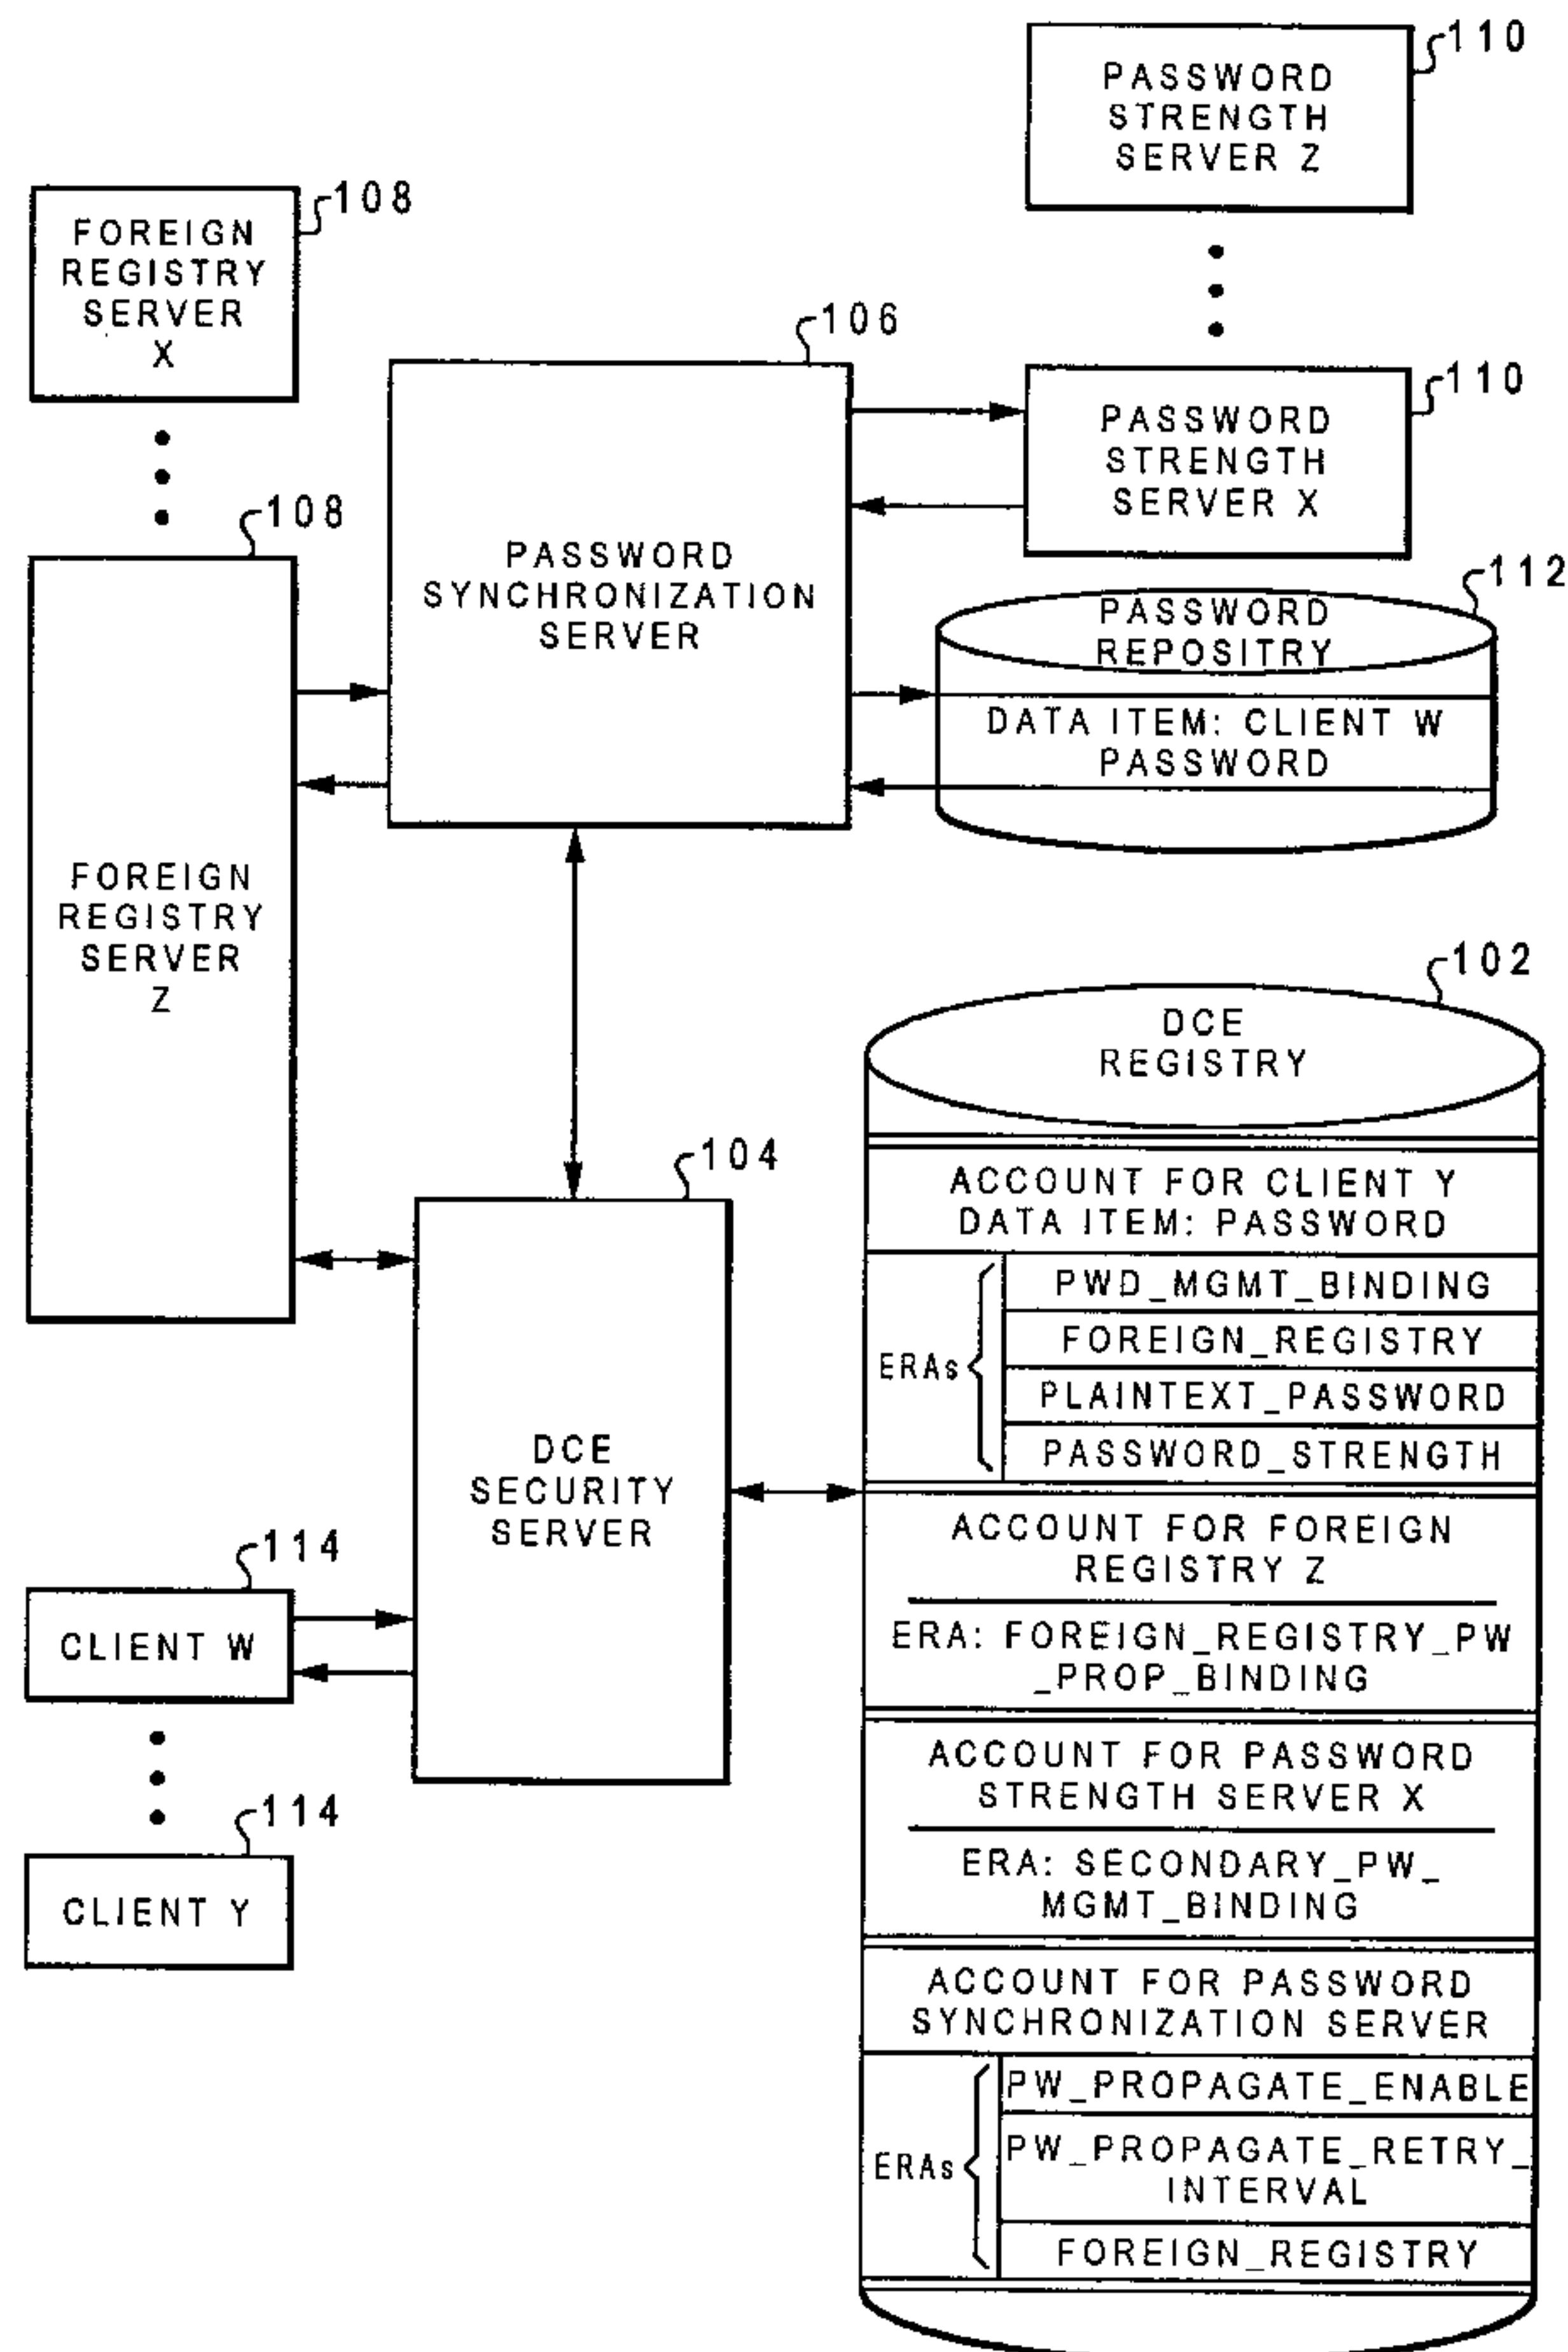 110
PASSWORD
STRENGTH
SERVER Z
108
FOREIGN
REGISTRY
SERVER
X
106
PASSWORD
SYNCHRONIZATION
SERVER
110
PASSWORD
STRENGTH
SERVER X
112
PASSWORD
REPOSITRY
DATA ITEM: CLIENT W
PASSWORD
108
FOREIGN
REGISTRY
SERVER
Z
104
DCE
SECURITY
SERVER
114
CLIENT W
114
CLIENT Y
102
DCE
REGISTRY
ACCOUNT FOR CLIENT Y
DATA ITEM: PASSWORD
ERAs
PWD_MGMT_BINDING
FOREIGN_REGISTRY
PLAINTEXT_PASSWORD
PASSWORD_STRENGTH
ACCOUNT FOR FOREIGN
REGISTRY Z
ERA: FOREIGN_REGISTRY_PW
_PROP_BINDING
ACCOUNT FOR PASSWORD
STRENGTH SERVER X
ERA: SECONDARY_PW_
MGMT_BINDING
ACCOUNT FOR PASSWORD
SYNCHRONIZATION SERVER
ERAs
PW_PROPAGATE_ENABLE
PW_PROPAGATE_RETRY_
INTERVAL
FOREIGN_REGISTRY